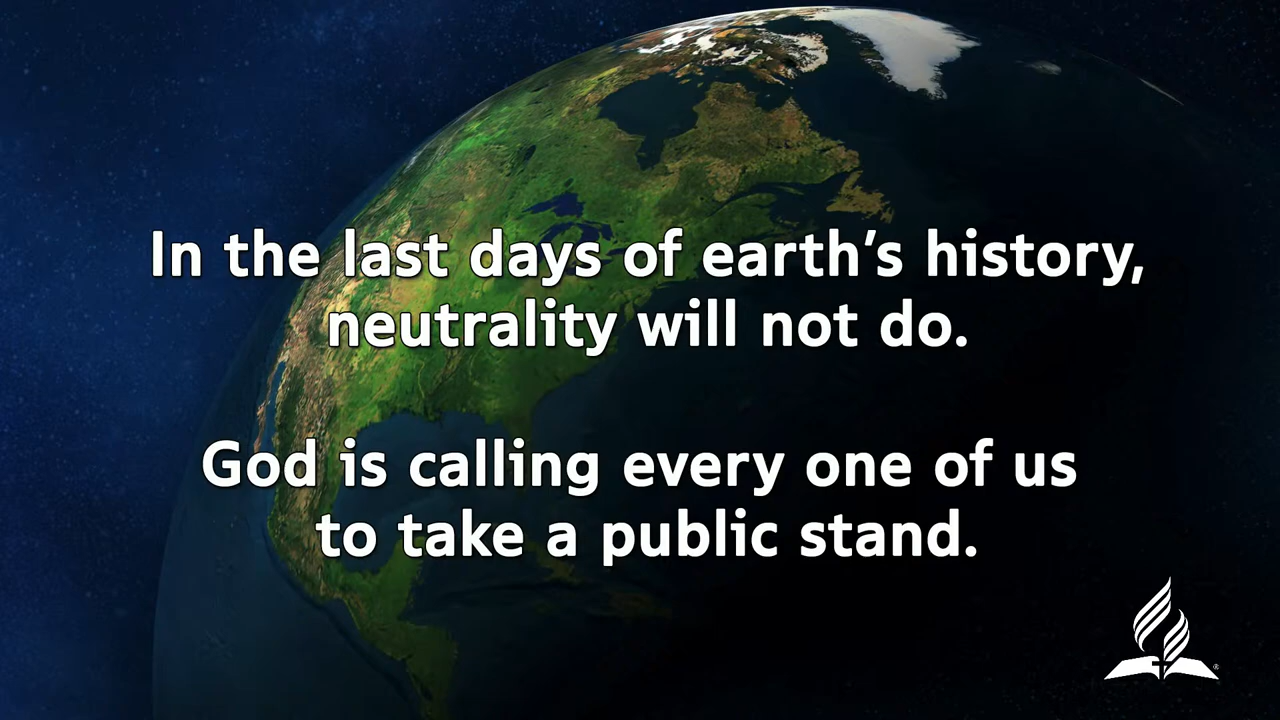 In the last days of earth’s history,
neutrality will not do.
God is calling every one of us
to take a public stand.
®